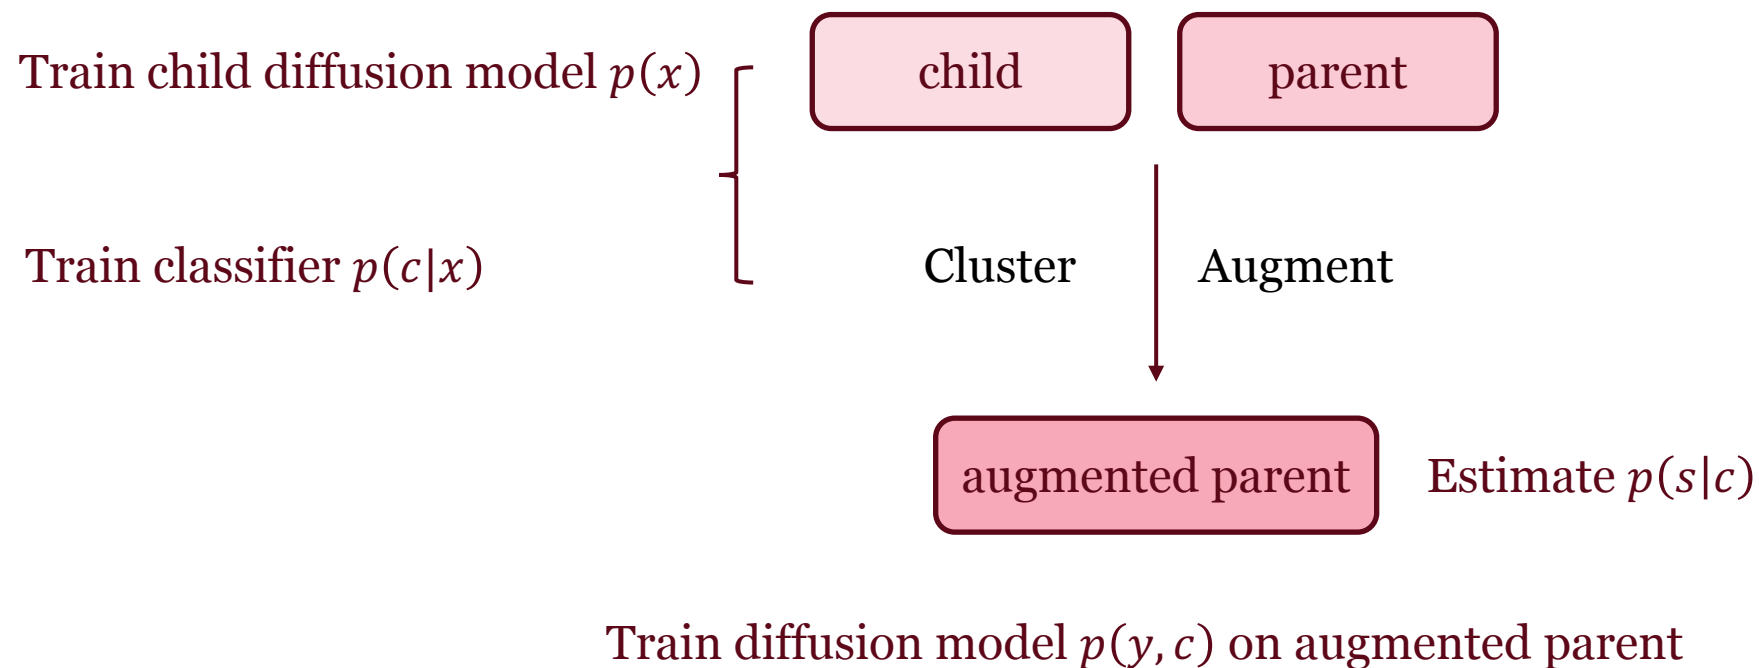 Train child diffusion model p(x)
child
parent
Train classifier p(c|x)
Cluster
Augment
augmented parent
Estimate p(s|c)
Train diffusion model p(y, c) on augmented parent